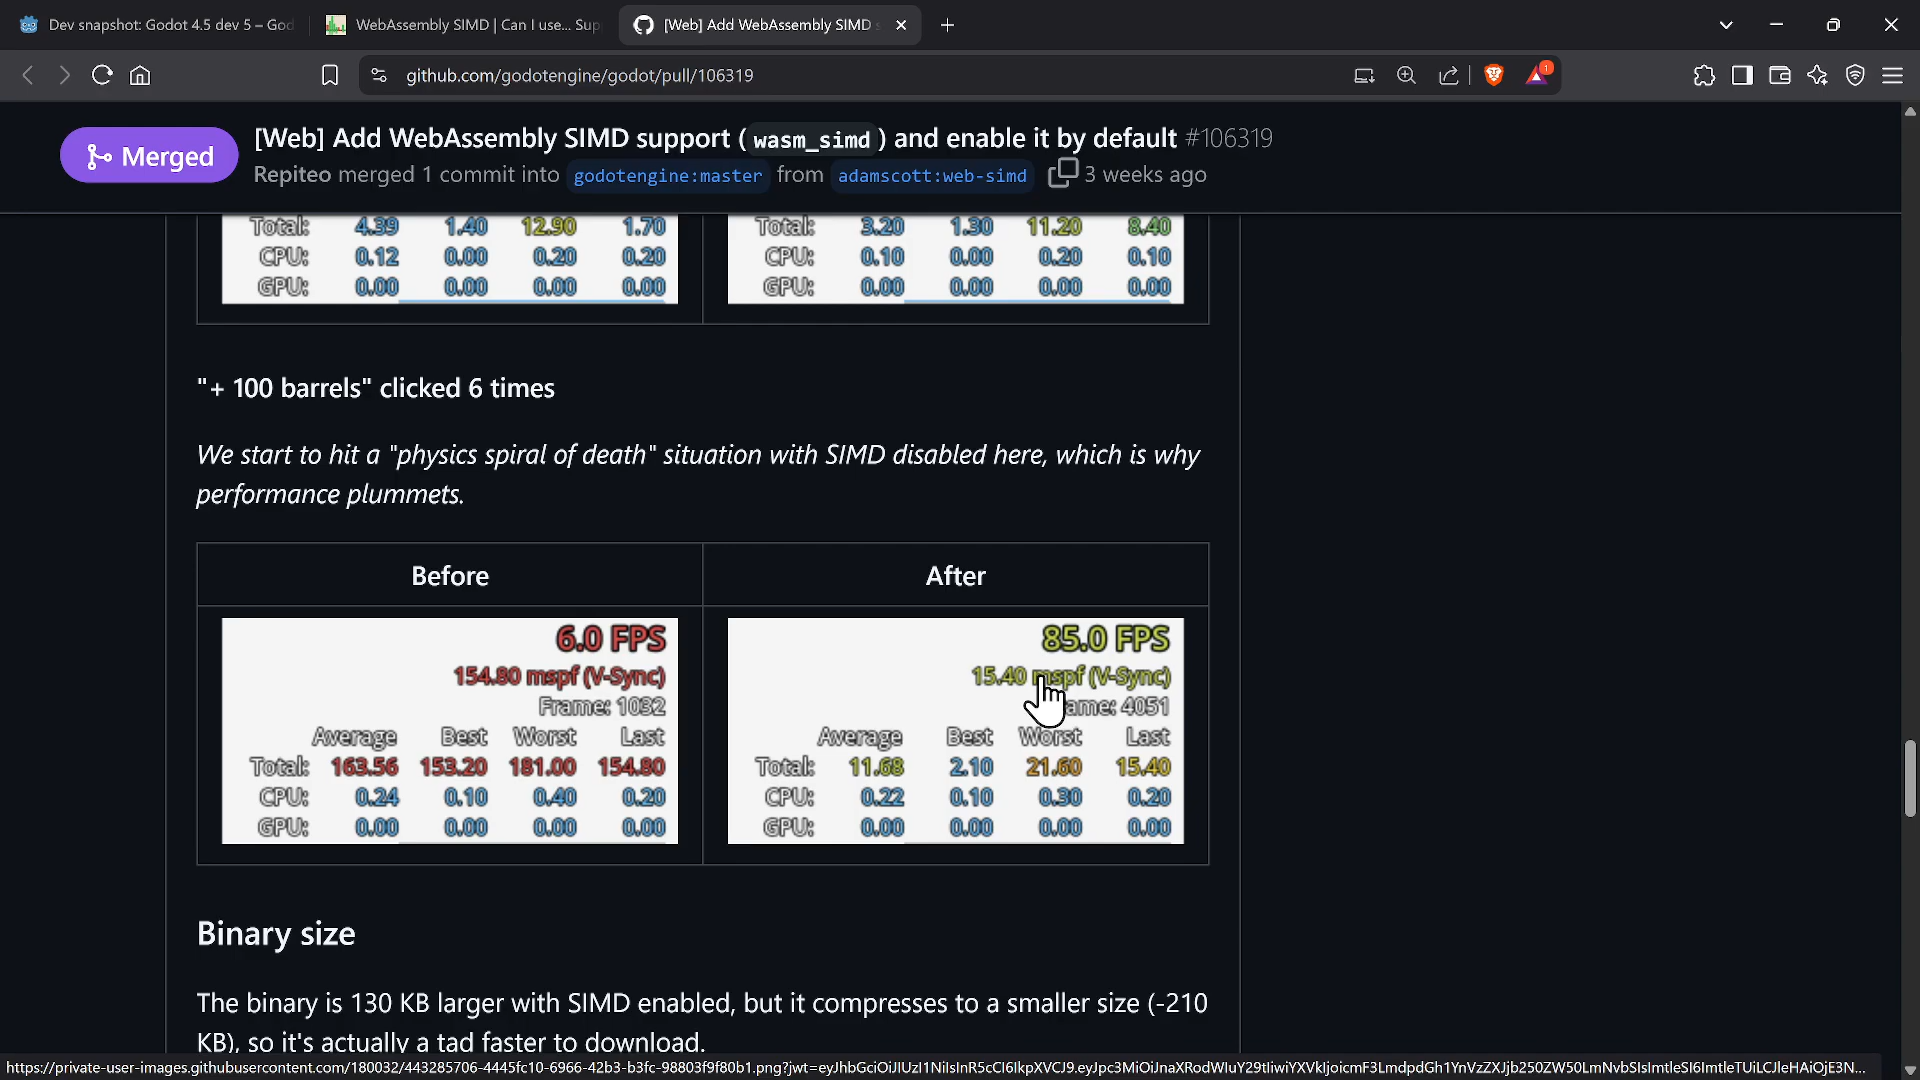 Dev snapshot: Godot 4.5 dev 5 – God
WebAssembly SIMD | Can I use... Sup
[Web] Add WebAssembly SIMD s
github.com/godotengine/godot/pull/106319
1
Merged
[Web] Add WebAssembly SIMD support ( wasm_simd ) and enable it by default #106319
Repiteo merged 1 commit into godotengine:master from adamscott:web-simd 3 weeks ago
Total: 4.39 1.40 12.90 1.70
CPU: 0.12 0.00 0.20 0.20
GPU: 0.00 0.00 0.00 0.00
Total: 3.20 1.30 11.20 8.40
CPU: 0.10 0.00 0.20 0.10
GPU: 0.00 0.00 0.00 0.00
"+ 100 barrels" clicked 6 times
We start to hit a "physics spiral of death" situation with SIMD disabled here, which is why
performance plummets.
Before
After
6.0 FPS
154.80 mspf (V-Sync)
Frame: 1032
Average Best Worst Last
Total: 163.56 153.20 181.00 154.80
CPU: 0.24 0.10 0.40 0.20
GPU: 0.00 0.00 0.00 0.00
85.0 FPS
15.40 mspf (V-Sync)
ame: 4051
Average Best Worst Last
Total: 11.68 2.10 21.60 15.40
CPU: 0.22 0.10 0.30 0.20
GPU: 0.00 0.00 0.00 0.00
Binary size
The binary is 130 KB larger with SIMD enabled, but it compresses to a smaller size (-210
KB), so it's actually a tad faster to download.